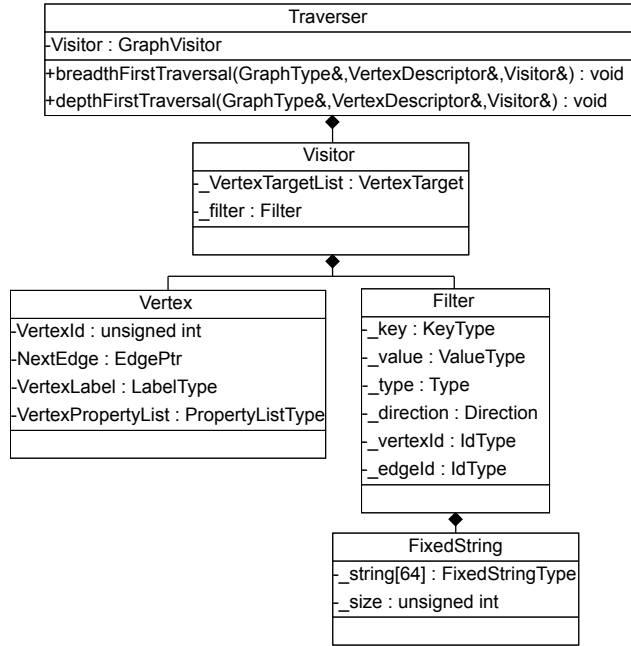 Traverser
-Visitor : GraphVisitor
+breadthFirstTraversal(GraphType&,VertexDescriptor&,Visitor&) : void
+depthFirstTraversal(GraphType&,VertexDescriptor&,Visitor&) : void
Visitor
-_VertexTargetList : VertexTarget
-_filter : Filter
Vertex
-VertexId : unsigned int
-NextEdge : EdgePtr
-VertexLabel : LabelType
-VertexPropertyList : PropertyListType
Filter
-_key : KeyType
-_value : ValueType
-_type : Type
-_direction : Direction
-_vertexId : IdType
-_edgeId : IdType
FixedString
-_string[64] : FixedStringType
-_size : unsigned int